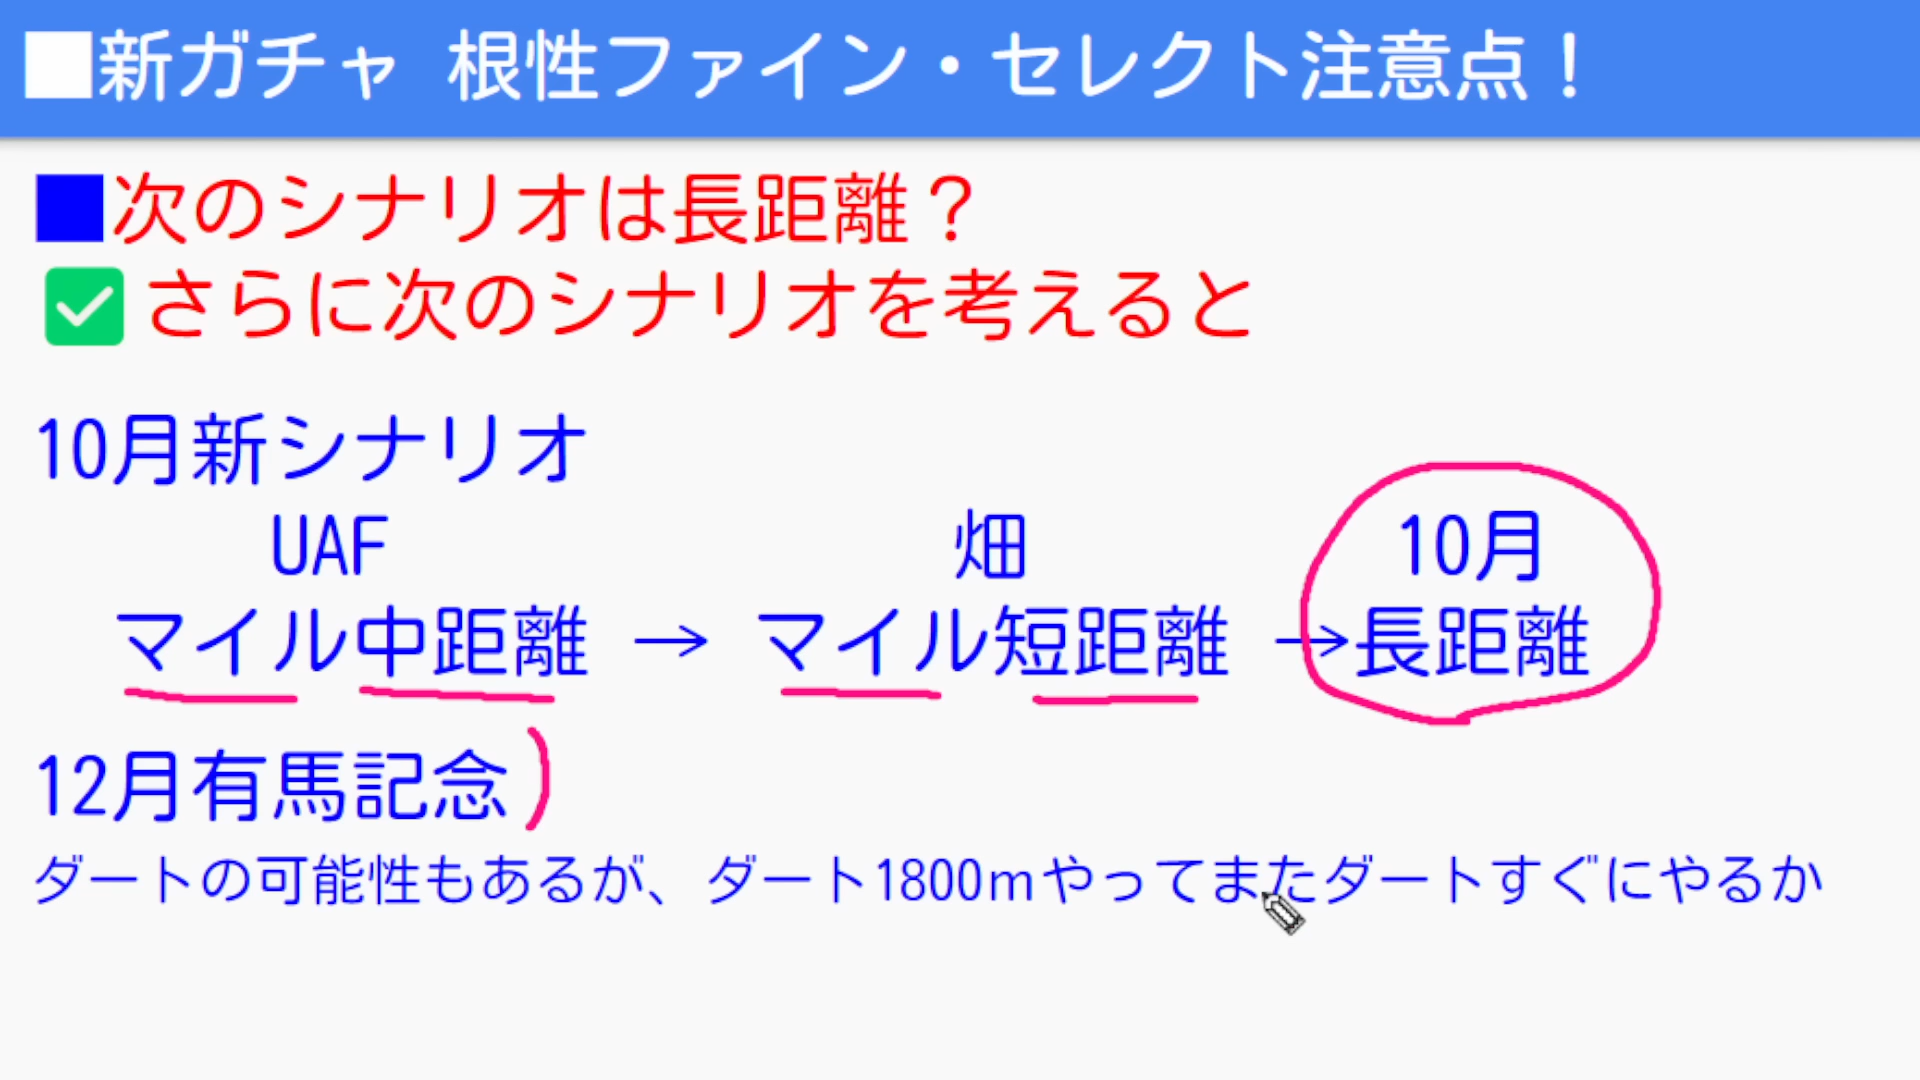 ■新ガチャ 根性ファイン・セレクト注意点！
■次のシナリオは長距離？
✅さらに次のシナリオを考えると
10月新シナリオ
UAF 畑 10月
マイル中距離 → マイル短距離 →長距離
12月有馬記念
ダートの可能性もあるが、ダート1800ｍやってまたダートすぐにやるか